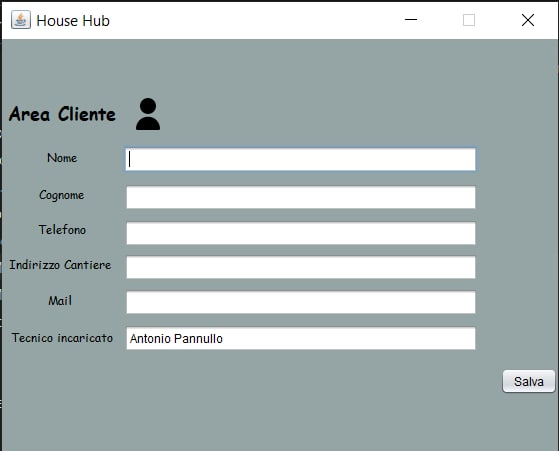 House Hub
Area Cliente
Nome
Cognome
Telefono
Indirizzo Cantiere
Mail
Tecnico incaricato Antonio Pannullo
Salva